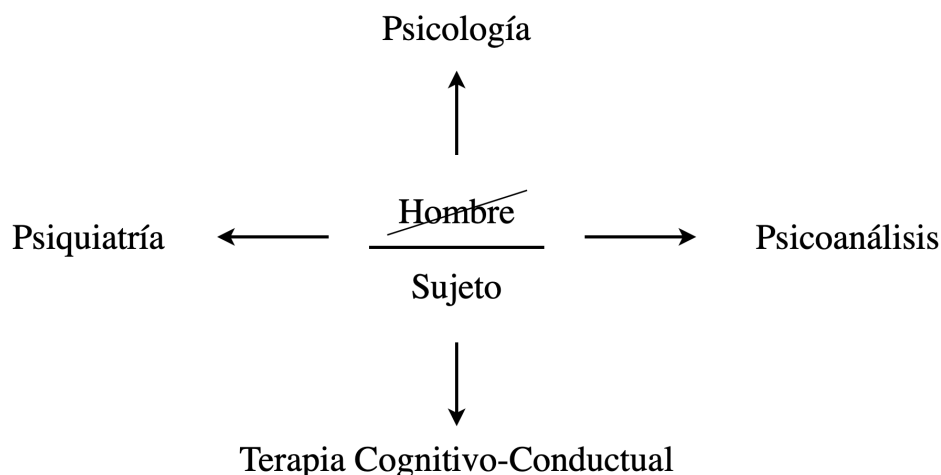 Psicología
Hombre
Psiquiatría
Psicoanálisis
Sujeto
Terapia Cognitivo-Conductual